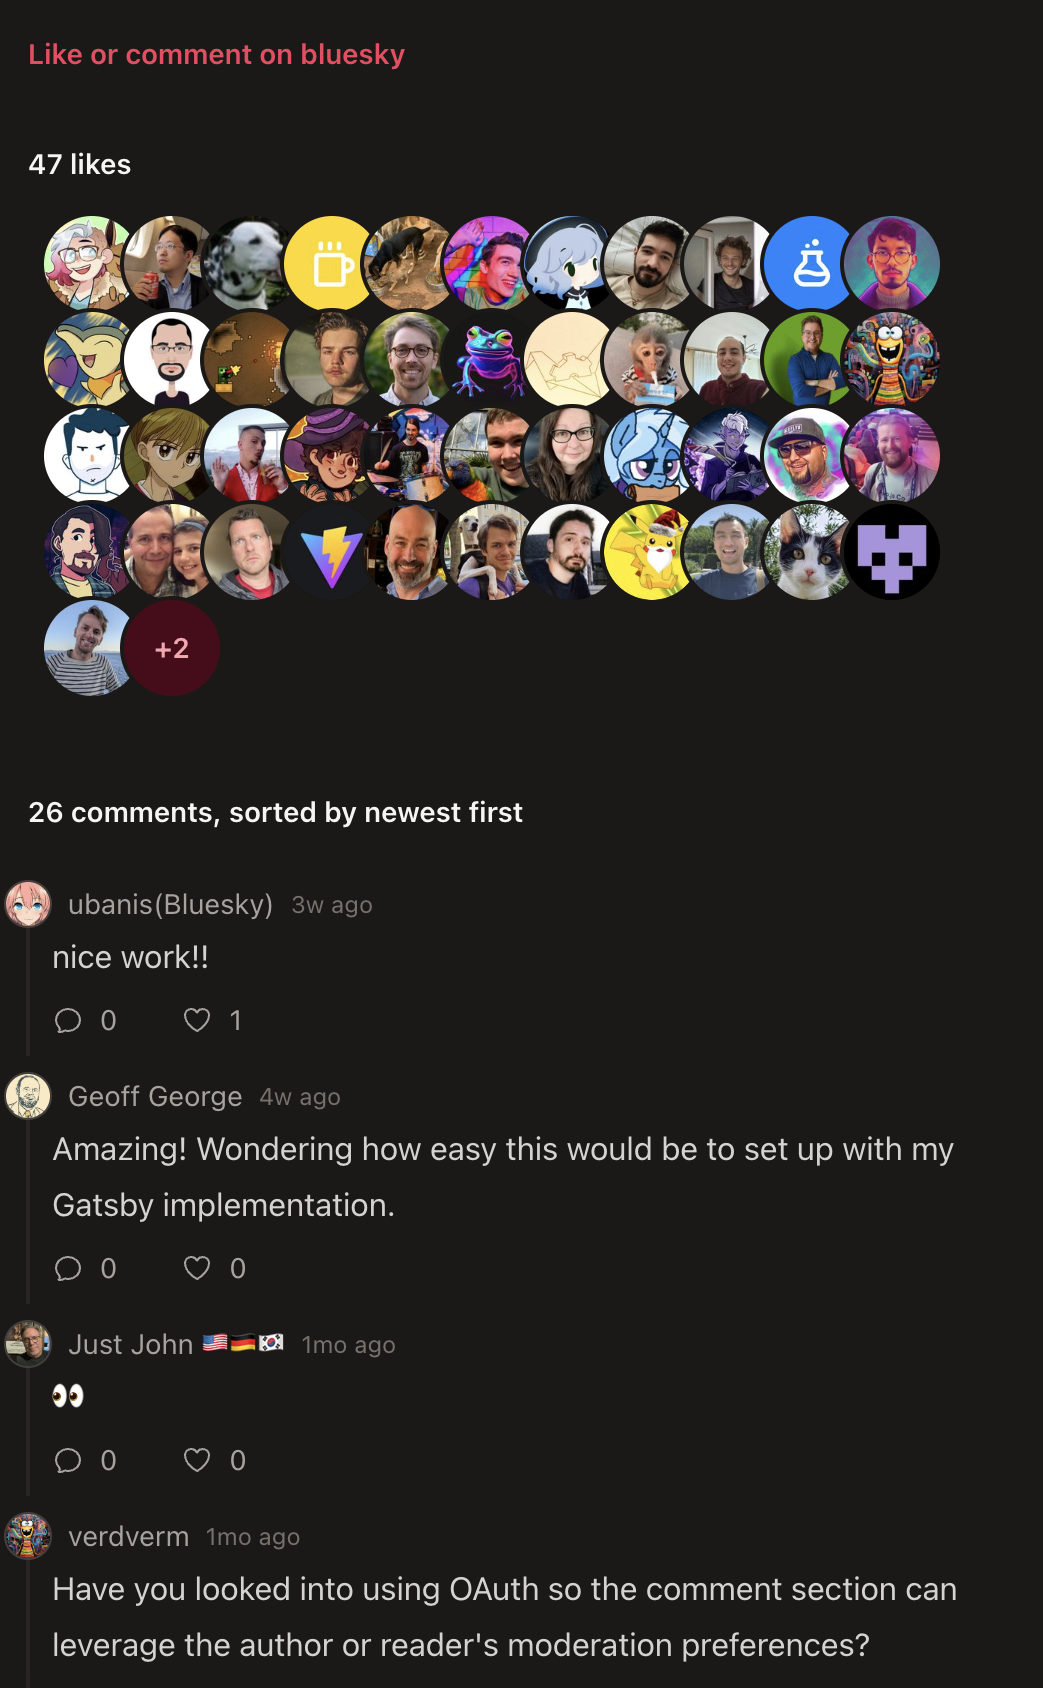 Like or comment on bluesky
47 likes
+2
26 comments, sorted by newest first
ubanis(Bluesky) 3w ago
nice work!!
0 1
Geoff George 4w ago
Amazing! Wondering how easy this would be to set up with my
Gatsby implementation.
0 0
Just John 🇺🇸🇩🇪🇰🇷 1mo ago
👀
0 0
verdverm 1mo ago
Have you looked into using OAuth so the comment section can
leverage the author or reader's moderation preferences?